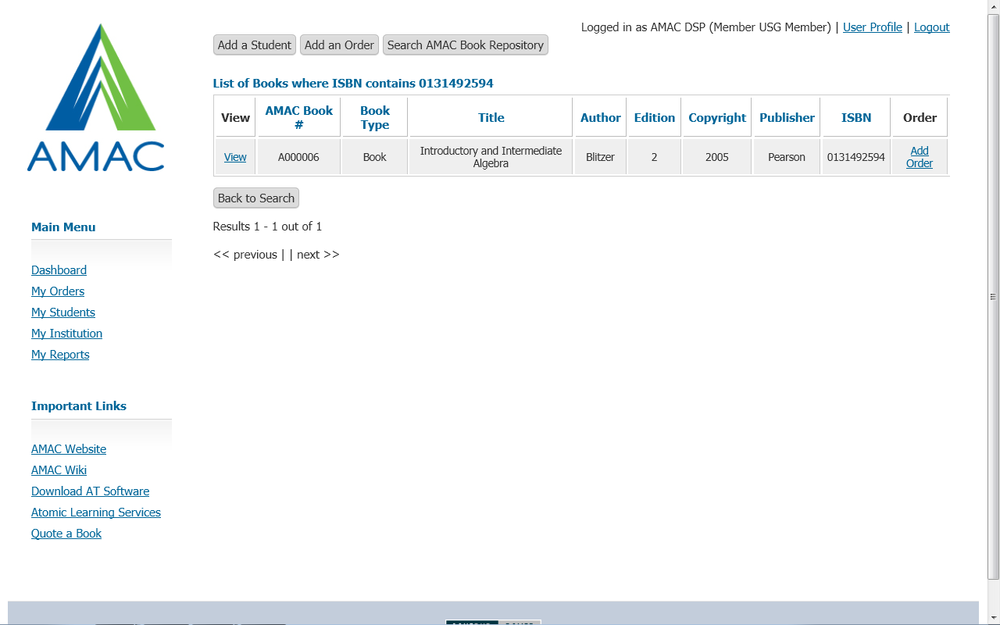 Logged in as AMAC DSP (Member USG Member) | User Profile | Logout
Add a Student Add an Order Search AMAC Book Repository
AMAC
List of Books where ISBN contains 0131492594
View AMAC Book # Book Type Title Author Edition Copyright Publisher ISBN Order
View A000006 Book Introductory and Intermediate Algebra Blitzer 2 2005 Pearson 0131492594 Add Order
Back to Search
Results 1 - 1 out of 1
<< previous | | next >>
Main Menu
Dashboard
My Orders
My Students
My Institution
My Reports
Important Links
AMAC Website
AMAC Wiki
Download AT Software
Atomic Learning Services
Quote a Book